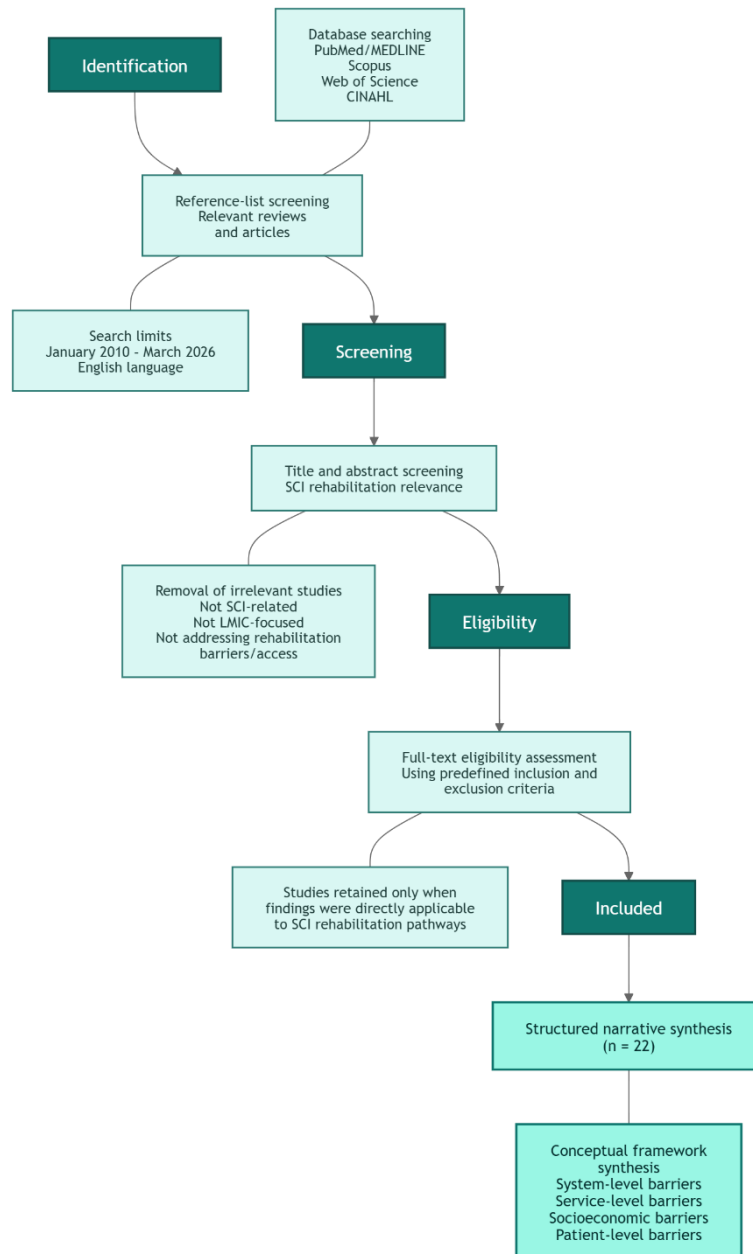 Identification
Database searching
PubMed/MEDLINE
Scopus
Web of Science
CINAHL
Reference-list screening
Relevant reviews
and articles
Search limits
January 2010 - March 2026
English language
Screening
Title and abstract screening
SCI rehabilitation relevance
Removal of irrelevant studies
Not SCI-related
Not LMIC-focused
Not addressing rehabilitation
barriers/access
Eligibility
Full-text eligibility assessment
Using predefined inclusion and
exclusion criteria
Studies retained only when
findings were directly applicable
to SCI rehabilitation pathways
Included
Structured narrative synthesis
(n = 22)
Conceptual framework
synthesis
System-level barriers
Service-level barriers
Socioeconomic barriers
Patient-level barriers